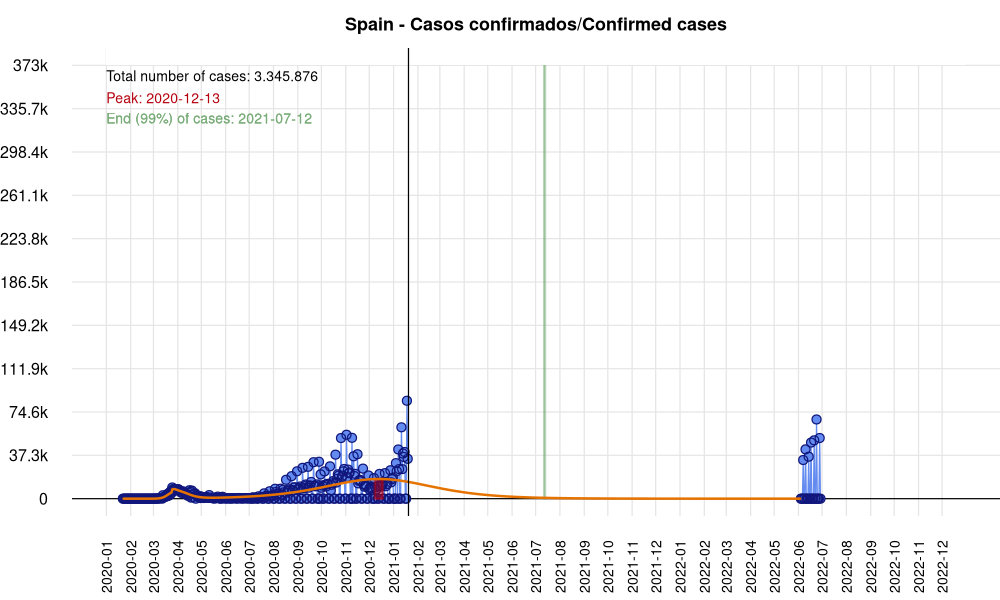 Spain - Casos confirmados/Confirmed cases
373k
Total number of cases: 3.345.876
Peak: 2020-12-13
335.7k
End (99%) of cases: 2021-07-12
298.4k
261.1k
223.8k
186.5k
149.2k
111.9k
74.6k
37.3k
0
2020-01
2020-02
2020-03
2020-04
2020-05
2020-06
2020-07
2020-08
2020-09
2020-10
2020-11
2020-12
2021-01
2021-02
2021-03
2021-04
2021-05
2021-06
2021-07
2021-08
2021-09
2021-10
2021-11
2021-12
2022-01
2022-02
2022-03
2022-04
2022-05
2022-06
2022-07
2022-08
2022-09
2022-10
2022-11
2022-12